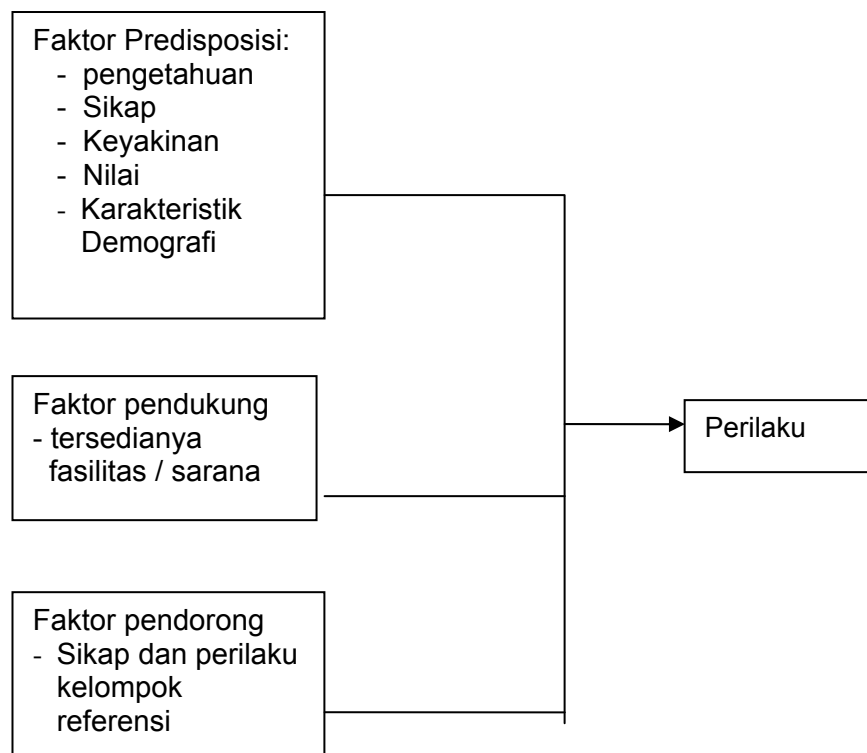 Faktor Predisposisi:
- pengetahuan
- Sikap
- Keyakinan
- Nilai
- Karakteristik
Demografi
Faktor pendukung
- tersedianya
fasilitas / sarana
Faktor pendorong
- Sikap dan perilaku
kelompok
referensi
Perilaku